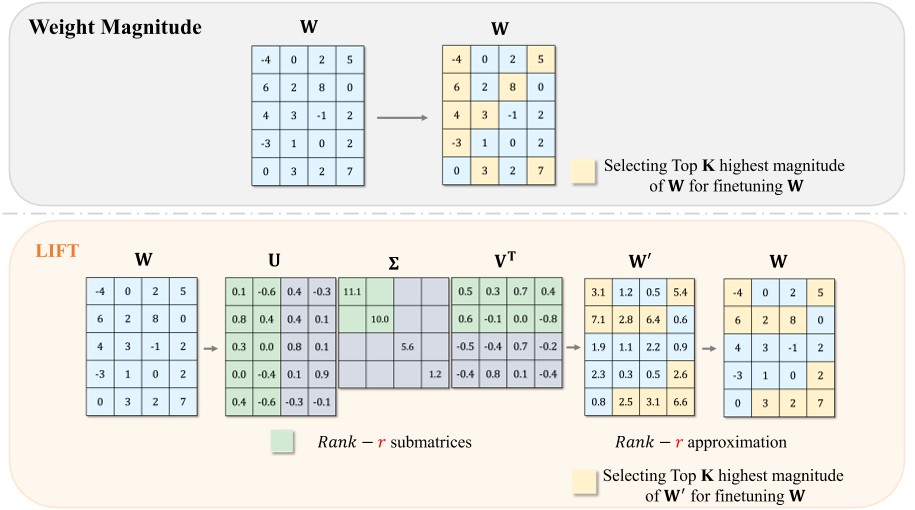 Weight Magnitude
W
W
-4 0 2 5
6 2 8 0
4 3 -1 2
-3 1 0 2
0 3 2 7
-4 0 2 5
6 2 8 0
4 3 -1 2
-3 1 0 2
0 3 2 7
Selecting Top K highest magnitude
of W for finetuning W
LIFT
W
U
Σ
Vᵀ
W′
W
-4 0 2 5
6 2 8 0
4 3 -1 2
-3 1 0 2
0 3 2 7
0.1 -0.6 0.4 -0.3
0.8 0.4 0.4 0.1
0.3 0.0 0.8 0.1
0.0 -0.4 0.1 0.9
0.4 -0.6 -0.3 -0.1
11.1
10.0
5.6
1.2
0.5 0.3 0.7 0.4
0.6 -0.1 0.0 -0.8
-0.5 -0.4 0.7 -0.2
-0.4 0.8 0.1 -0.4
3.1 1.2 0.5 5.4
7.1 2.8 6.4 0.6
1.9 1.1 2.2 0.9
2.3 0.3 0.5 2.6
0.8 2.5 3.1 6.6
-4 0 2 5
6 2 8 0
4 3 -1 2
-3 1 0 2
0 3 2 7
Rank − r submatrices
Rank − r approximation
Selecting Top K highest magnitude
of W′ for finetuning W